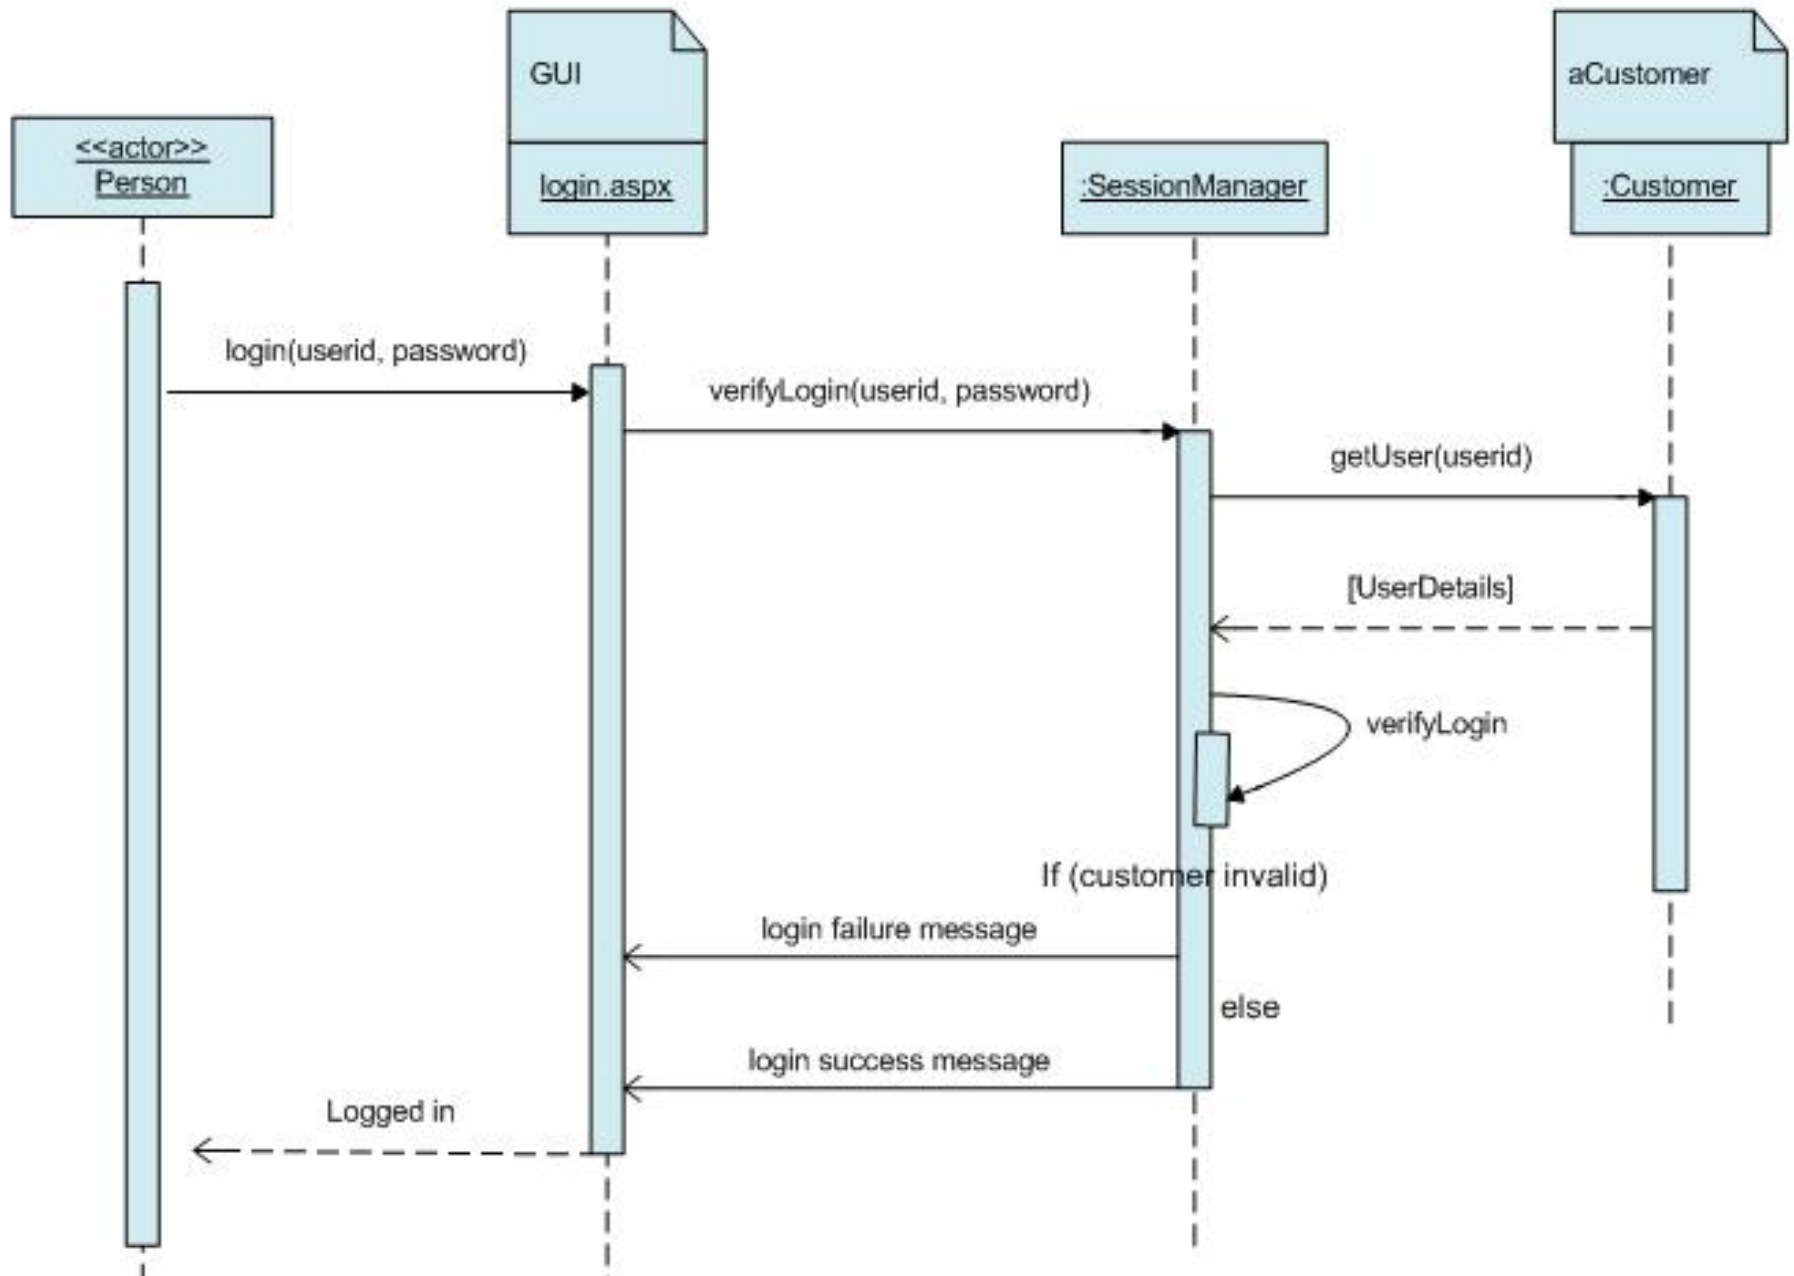 GUI
aCustomer
<<actor>>
Person
login.aspx
:SessionManager
:Customer
login(userid, password)
verifyLogin(userid, password)
getUser(userid)
[UserDetails]
verifyLogin
If (customer invalid)
login failure message
else
login success message
Logged in